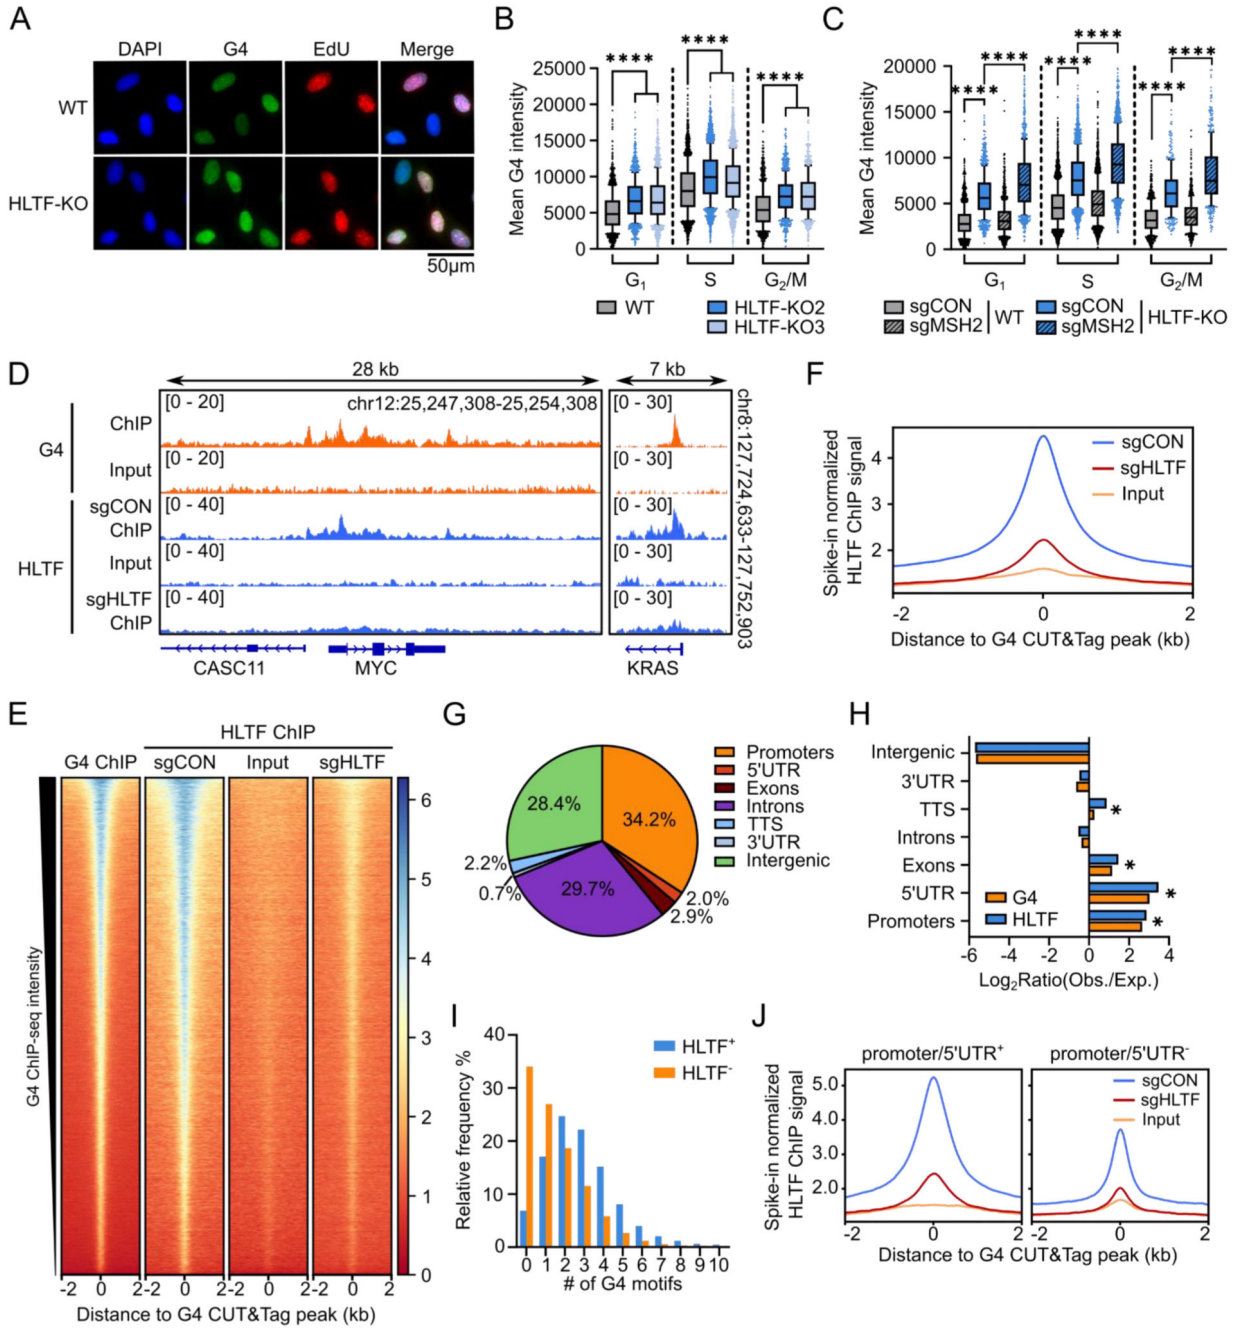 A
DAPI G4 EdU Merge
WT
HLTF-KO
50µm
B
Mean G4 intensity
25000
20000
15000
10000
5000
0
****
****
****
G1 S G2/M
WT
HLTF-KO2
HLTF-KO3
C
Mean G4 intensity
20000
15000
10000
5000
0
****
****
****
****
****
****
G1 S G2/M
sgCON
sgMSH2
WT
sgCON
sgMSH2
HLTF-KO
D
28 kb 7 kb
chr12:25,247,308-25,254,308
chr8:127,724,633-127,752,903
G4
ChIP [0 - 20] [0 - 30]
Input [0 - 20] [0 - 30]
HLTF
sgCON
ChIP [0 - 40] [0 - 30]
Input [0 - 40] [0 - 30]
sgHLTF
ChIP [0 - 40] [0 - 30]
CASC11 MYC KRAS
F
Spike-in normalized
HLTF ChIP signal
4
3
2
sgCON
sgHLTF
Input
-2 0 2
Distance to G4 CUT&Tag peak (kb)
E
HLTF ChIP
G4 ChIP sgCON Input sgHLTF
G4 ChIP-seq intensity
6
5
4
3
2
1
0
-2 0 2 -2 0 2 -2 0 2 -2 0 2
Distance to G4 CUT&Tag peak (kb)
G
34.2%
2.0%
2.9%
29.7%
0.7%
2.2%
28.4%
Promoters
5'UTR
Exons
Introns
TTS
3'UTR
Intergenic
H
Intergenic
3'UTR
TTS *
Introns
Exons *
5'UTR *
Promoters *
G4
HLTF
-6 -4 -2 0 2 4
Log2Ratio(Obs./Exp.)
I
Relative frequency %
40
30
20
10
0
HLTF+
HLTF-
0 1 2 3 4 5 6 7 8 9 10
# of G4 motifs
J
promoter/5'UTR+ promoter/5'UTR-
Spike-in normalized
HLTF ChIP signal
5.0
4.0
3.0
2.0
sgCON
sgHLTF
Input
-2 0 2 -2 0 2
Distance to G4 CUT&Tag peak (kb)